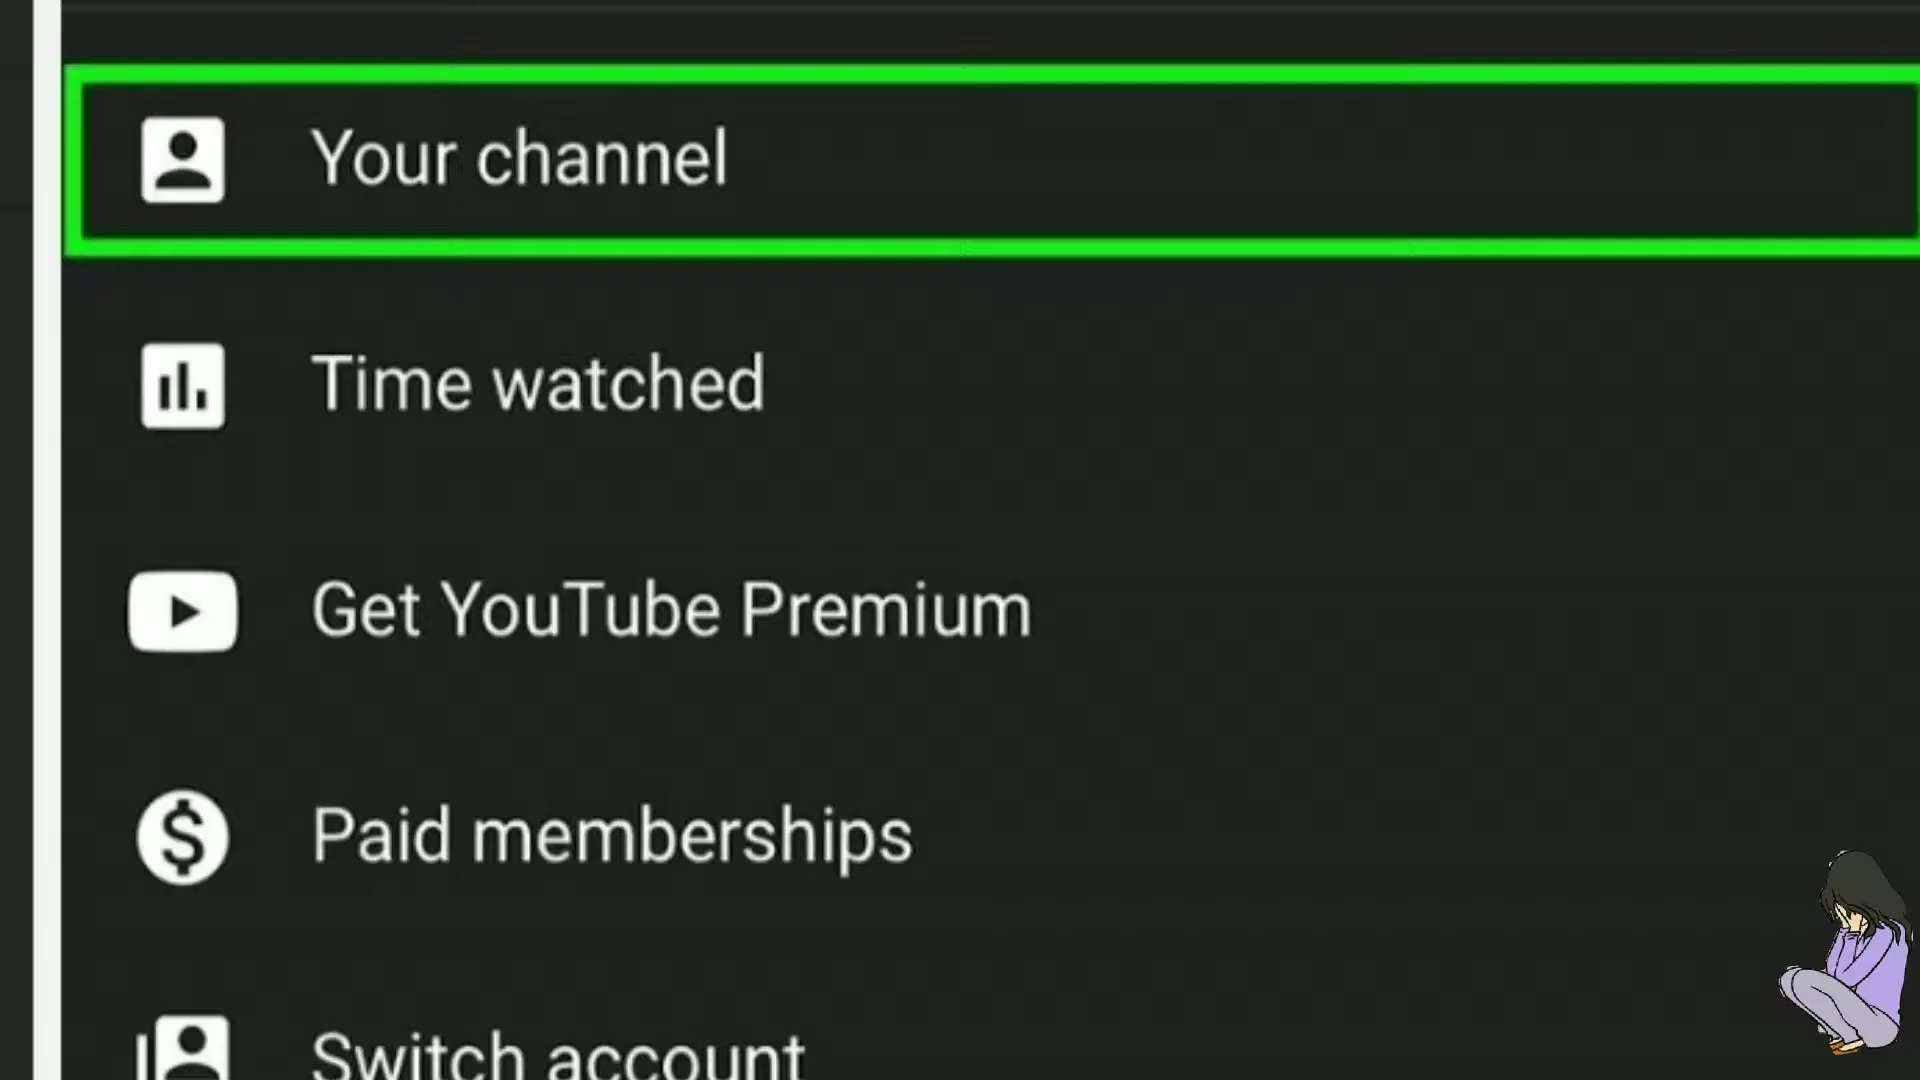 Your channel
Time watched
Get YouTube Premium
Paid memberships
Switch account